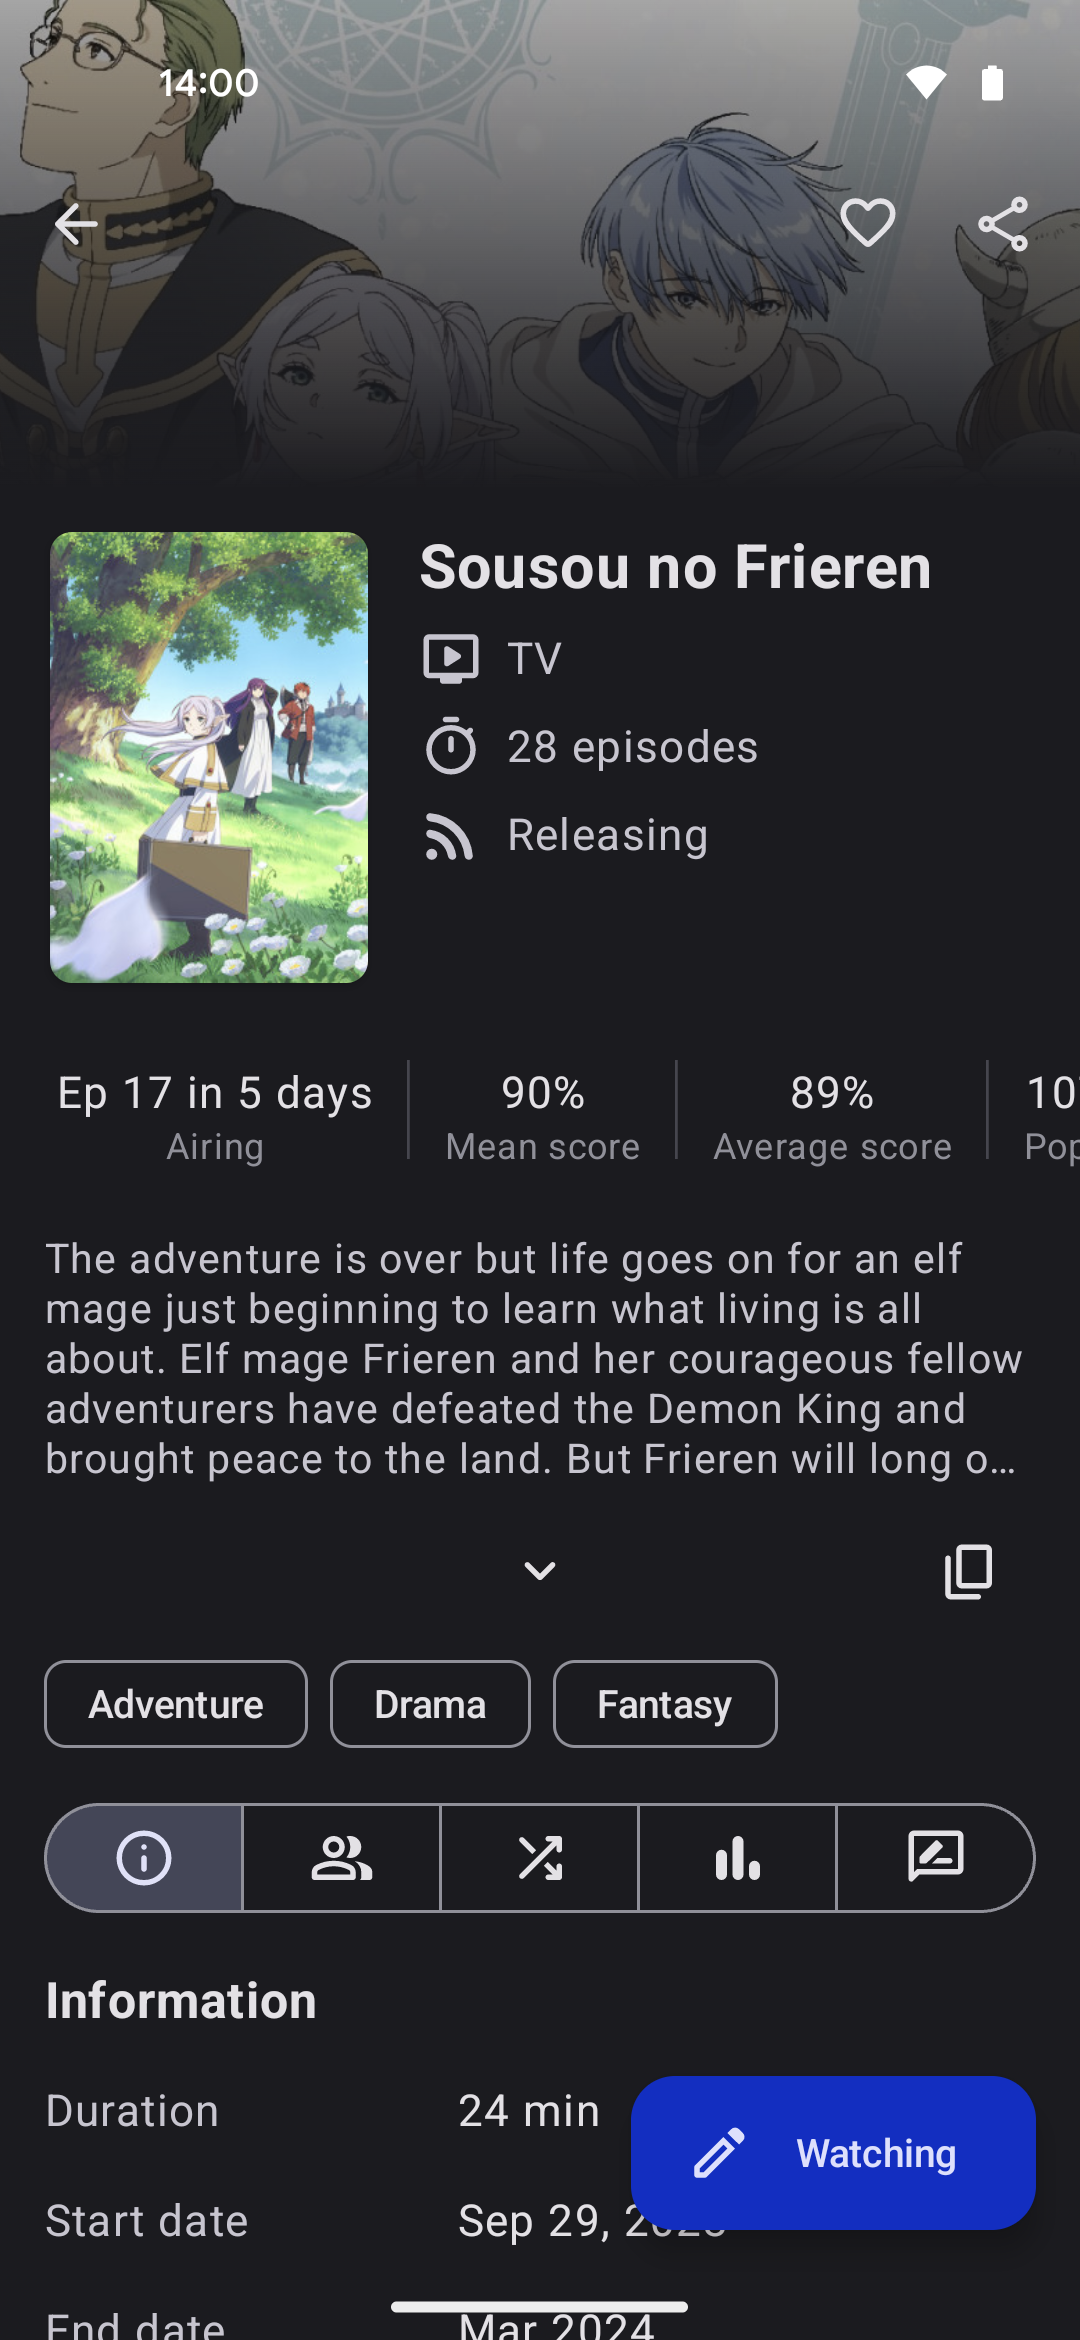 14:00
Sousou no Frieren
TV
28 episodes
Releasing
Ep 17 in 5 days
Airing
90%
Mean score
89%
Average score
10
Pop
The adventure is over but life goes on for an elf
mage just beginning to learn what living is all
about. Elf mage Frieren and her courageous fellow
adventurers have defeated the Demon King and
brought peace to the land. But Frieren will long o…
Adventure
Drama
Fantasy
Information
Duration
24 min
Watching
Start date
Sep 29, 2023
End date
Mar 2024